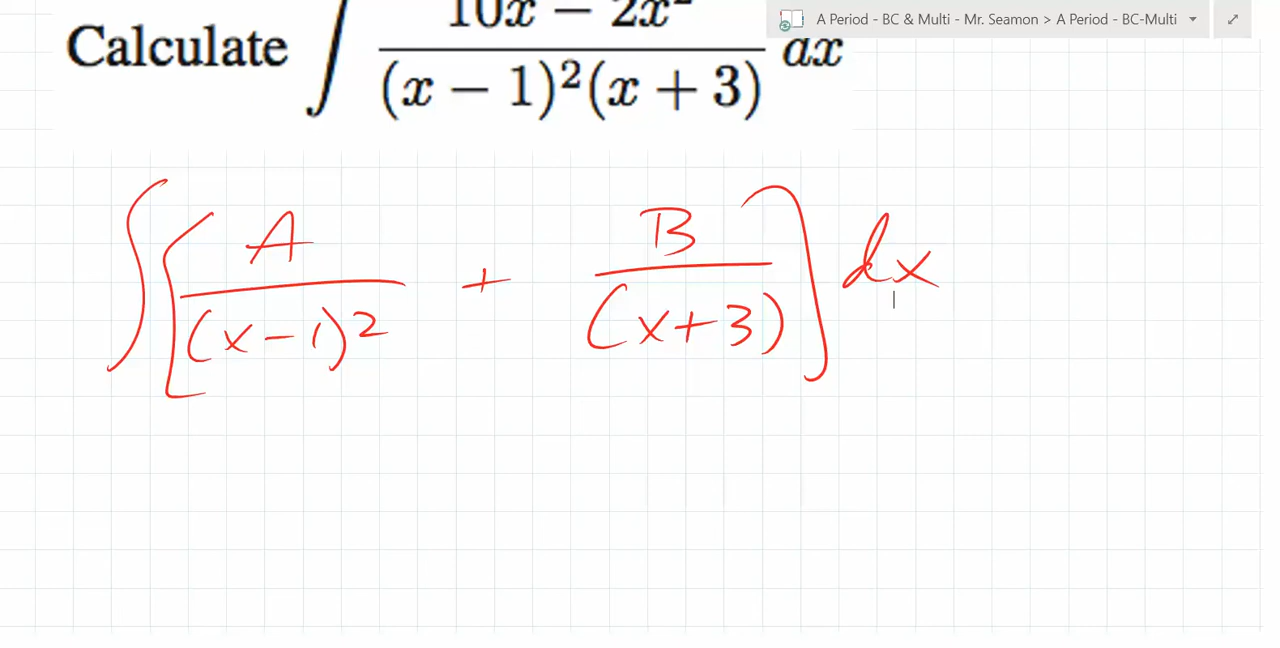 A Period - BC & Multi - Mr. Seamon > A Period - BC-Multi
Calculate ∫ (10x − 2x²)/((x − 1)²(x + 3)) dx
∫ [A/(x-1)² + B/(x+3)] dx